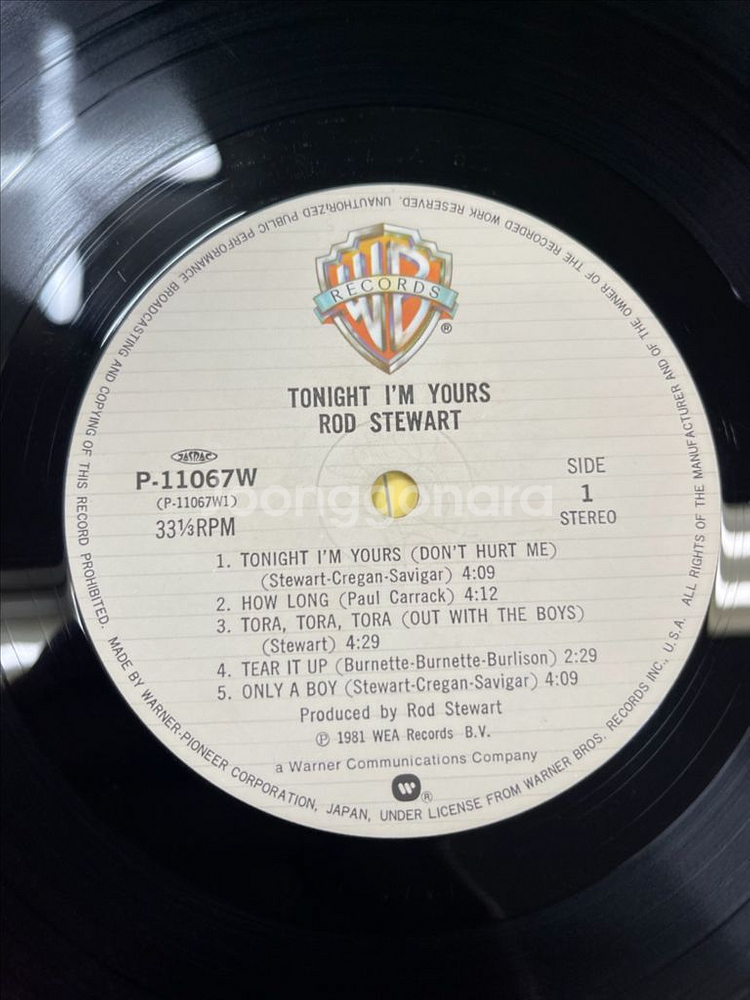 WB
RECORDS
®
TONIGHT I'M YOURS
ROD STEWART
JASRAC
P-11067W
(P-11067W1)
33⅓RPM
SIDE
1
STEREO
joonggonara
1. TONIGHT I'M YOURS (DON'T HURT ME)
(Stewart-Cregan-Savigar) 4:09
2. HOW LONG (Paul Carrack) 4:12
3. TORA, TORA, TORA (OUT WITH THE BOYS)
(Stewart) 4:29
4. TEAR IT UP (Burnette-Burnette-Burlison) 2:29
5. ONLY A BOY (Stewart-Cregan-Savigar) 4:09
Produced by Rod Stewart
℗ 1981 WEA Records B.V.
a Warner Communications Company
®
MADE BY WARNER-PIONEER CORPORATION, JAPAN, UNDER LICENSE FROM WARNER BROS. RECORDS INC., U.S.A. ALL RIGHTS OF THE MANUFACTURER AND OF THE OWNER OF THE RECORDED WORK RESERVED. UNAUTHORIZED PUBLIC PERFORMANCE BROADCASTING AND COPYING OF THIS RECORD PROHIBITED.